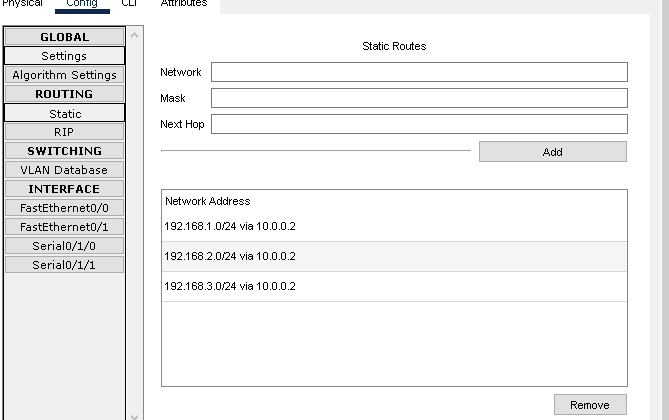 Physical Config CLI Attributes
GLOBAL
Settings
Algorithm Settings
ROUTING
Static
RIP
SWITCHING
VLAN Database
INTERFACE
FastEthernet0/0
FastEthernet0/1
Serial0/1/0
Serial0/1/1
Static Routes
Network
Mask
Next Hop
Add
Network Address
192.168.1.0/24 via 10.0.0.2
192.168.2.0/24 via 10.0.0.2
192.168.3.0/24 via 10.0.0.2
Remove